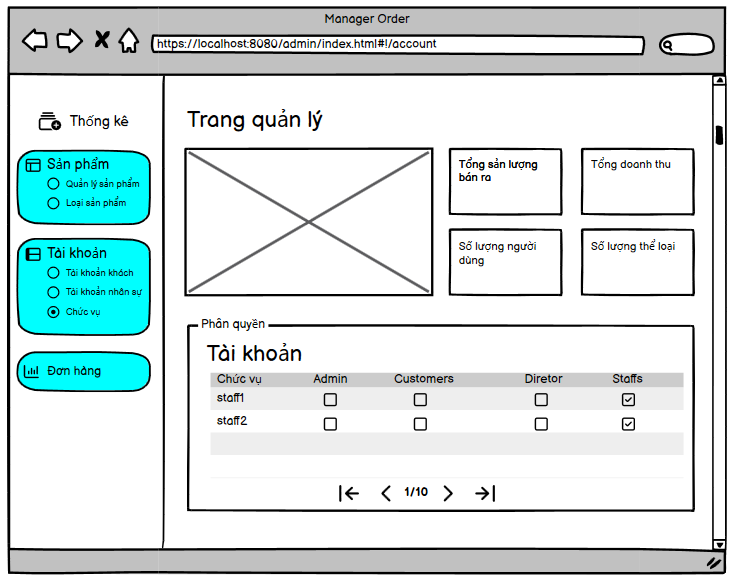 Manager Order
https://localhost:8080/admin/index.html#!/account
Thống kê
Sản phẩm
Quản lý sản phẩm
Loại sản phẩm
Tài khoản
Tài khoản khách
Tài khoản nhân sự
Chức vụ
Đơn hàng
Trang quản lý
Tổng sản lượng
bán ra
Tổng doanh thu
Số lượng người
dùng
Số lượng thể loại
Phân quyền
Tài khoản
Chức vụ Admin Customers Diretor Staffs
staff1
staff2
1/10